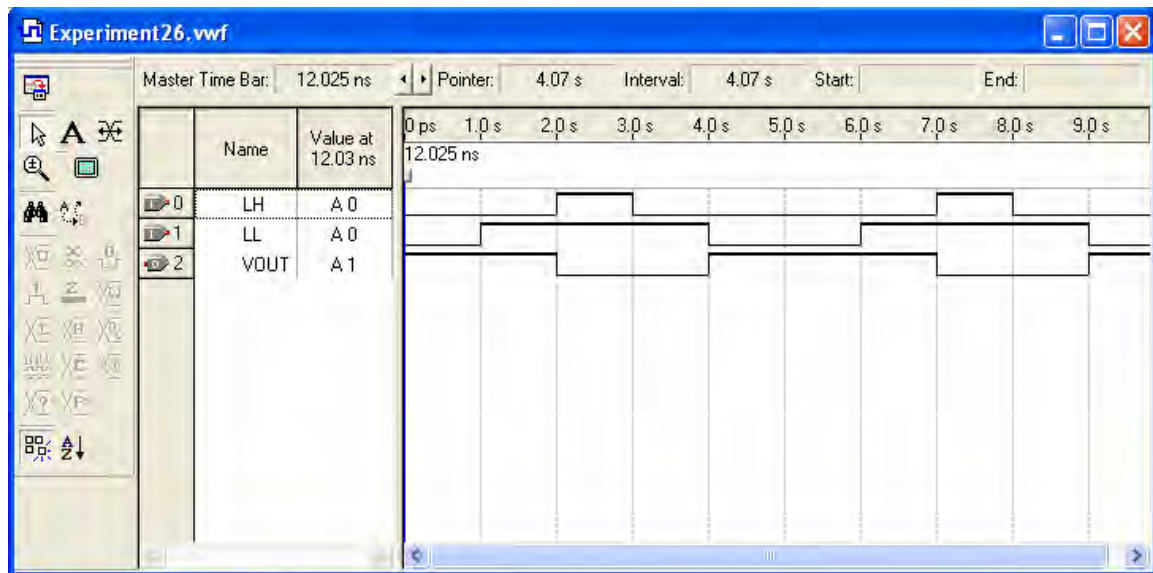 Experiment26.vwf
Master Time Bar: 12.025 ns Pointer: 4.07 s Interval: 4.07 s Start: End:
Name Value at 12.03 ns
0 ps 1.0 s 2.0 s 3.0 s 4.0 s 5.0 s 6.0 s 7.0 s 8.0 s 9.0 s
12.025 ns
0 LH A 0
1 LL A 0
2 VOUT A 1